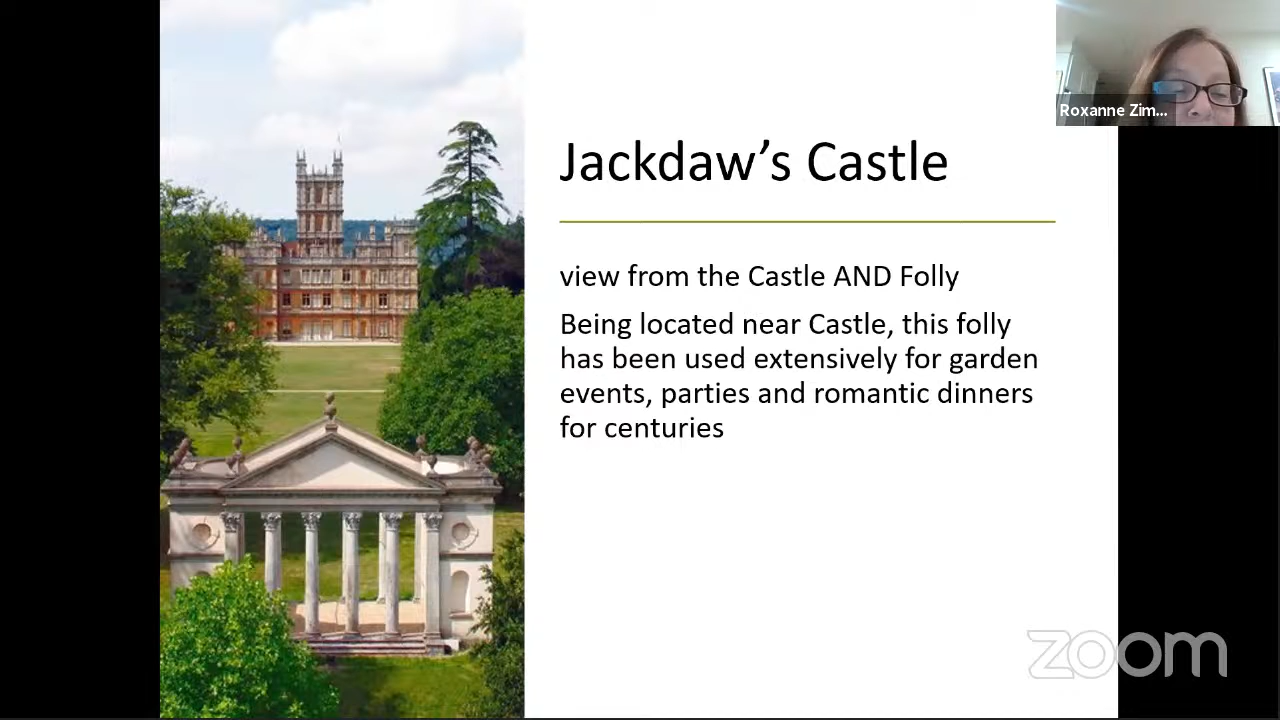 Roxanne Zim...
Jackdaw’s Castle
view from the Castle AND Folly
Being located near Castle, this folly
has been used extensively for garden
events, parties and romantic dinners
for centuries
zoom